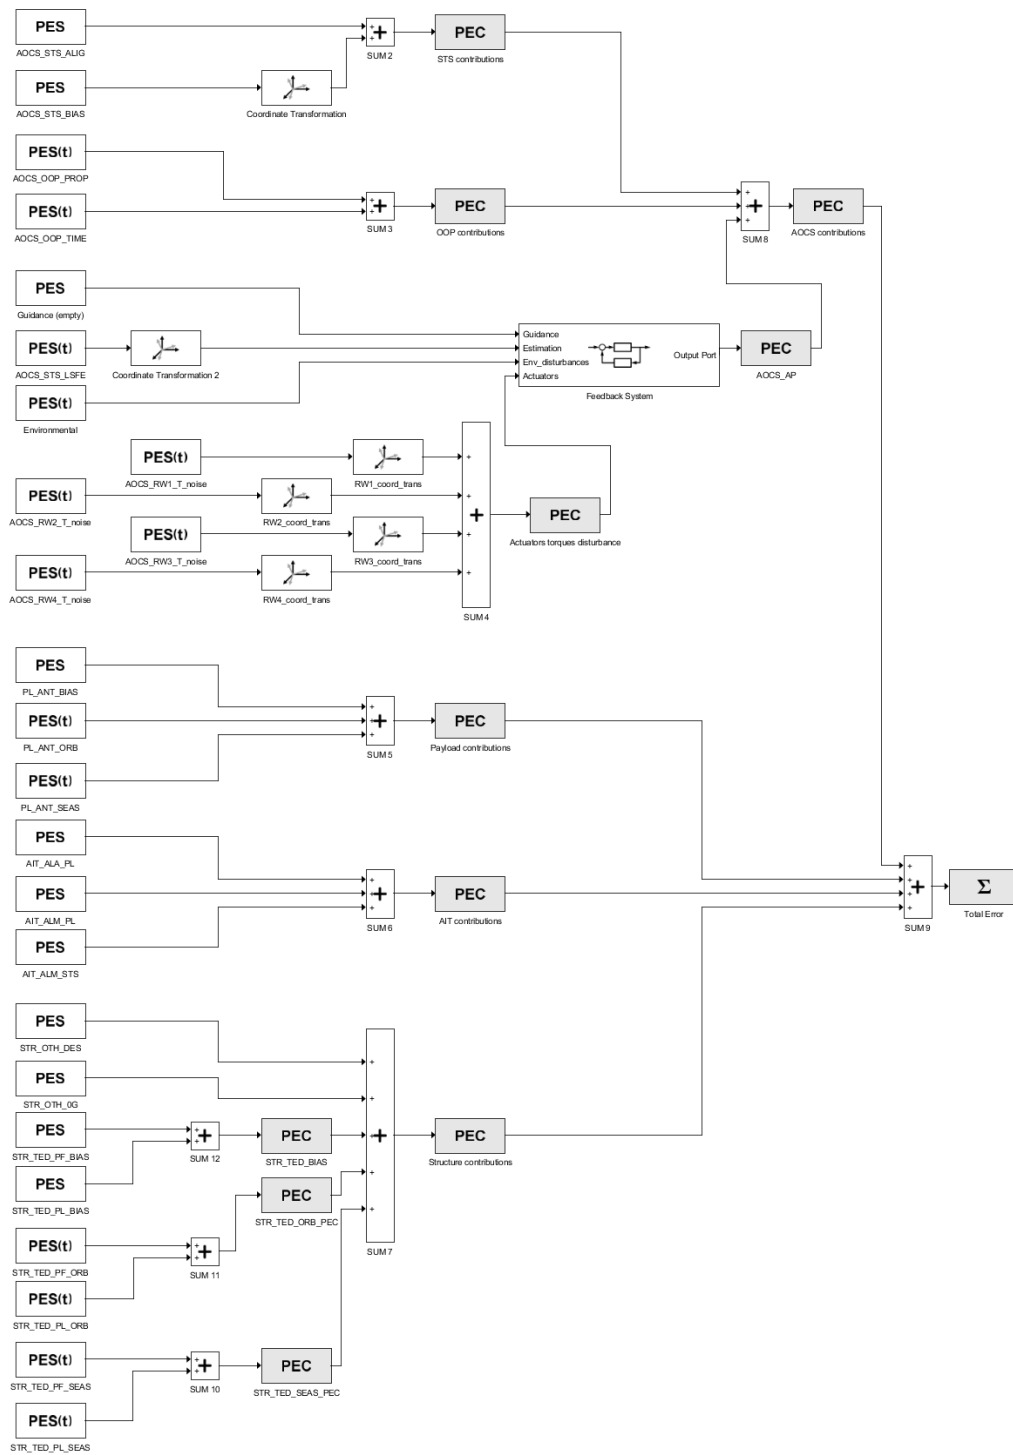 PES
AOCS_STS_ALIG
+
+
+
SUM 2
PEC
STS contributions
PES
AOCS_STS_BIAS
Coordinate Transformation
PES(t)
AOCS_OOP_PROP
PES(t)
AOCS_OOP_TIME
+
+
+
SUM 3
PEC
OOP contributions
+
+
+
+
SUM 8
PEC
AOCS contributions
PES
Guidance (empty)
PES(t)
AOCS_STS_LSFE
Coordinate Transformation 2
PES(t)
Environmental
Guidance
Estimation
Env_disturbances
Actuators
Output Port
Feedback System
PEC
AOCS_AP
PES(t)
AOCS_RW1_T_noise
RW1_coord_trans
PES(t)
AOCS_RW2_T_noise
RW2_coord_trans
PES(t)
AOCS_RW3_T_noise
RW3_coord_trans
PES(t)
AOCS_RW4_T_noise
RW4_coord_trans
+
+
+
+
+
SUM 4
PEC
Actuators torques disturbance
PES
PL_ANT_BIAS
PES(t)
PL_ANT_ORB
PES(t)
PL_ANT_SEAS
+
+
+
+
SUM 5
PEC
Payload contributions
PES
AIT_ALA_PL
PES
AIT_ALM_PL
PES
AIT_ALM_STS
+
+
+
+
SUM 6
PEC
AIT contributions
+
+
+
+
+
SUM 9
Σ
Total Error
PES
STR_OTH_DES
PES
STR_OTH_0G
PES
STR_TED_PF_BIAS
PES
STR_TED_PL_BIAS
+
+
+
SUM 12
PEC
STR_TED_BIAS
PEC
STR_TED_ORB_PEC
PES(t)
STR_TED_PF_ORB
PES(t)
STR_TED_PL_ORB
+
+
+
SUM 11
+
+
+
+
+
+
SUM 7
PEC
Structure contributions
PES(t)
STR_TED_PF_SEAS
PES(t)
STR_TED_PL_SEAS
+
+
+
SUM 10
PEC
STR_TED_SEAS_PEC